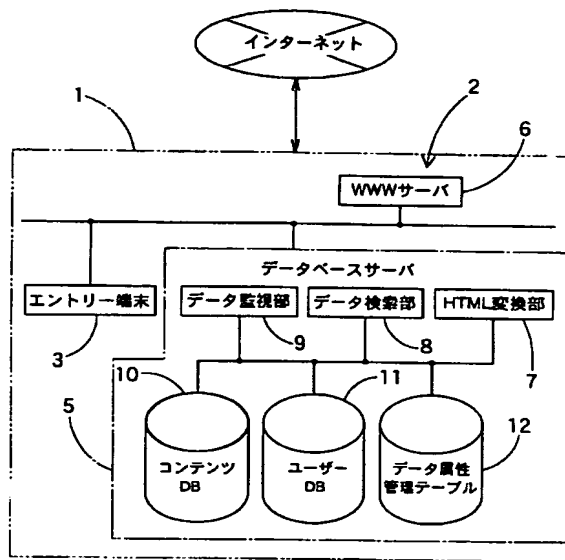 インターネット
1
2
6
WWWサーバ
データベースサーバ
エントリー端末
データ監視部
データ検索部
HTML変換部
3
9
8
7
10
11
5
12
コンテンツ
DB
ユーザー
DB
データ属性
管理テーブル